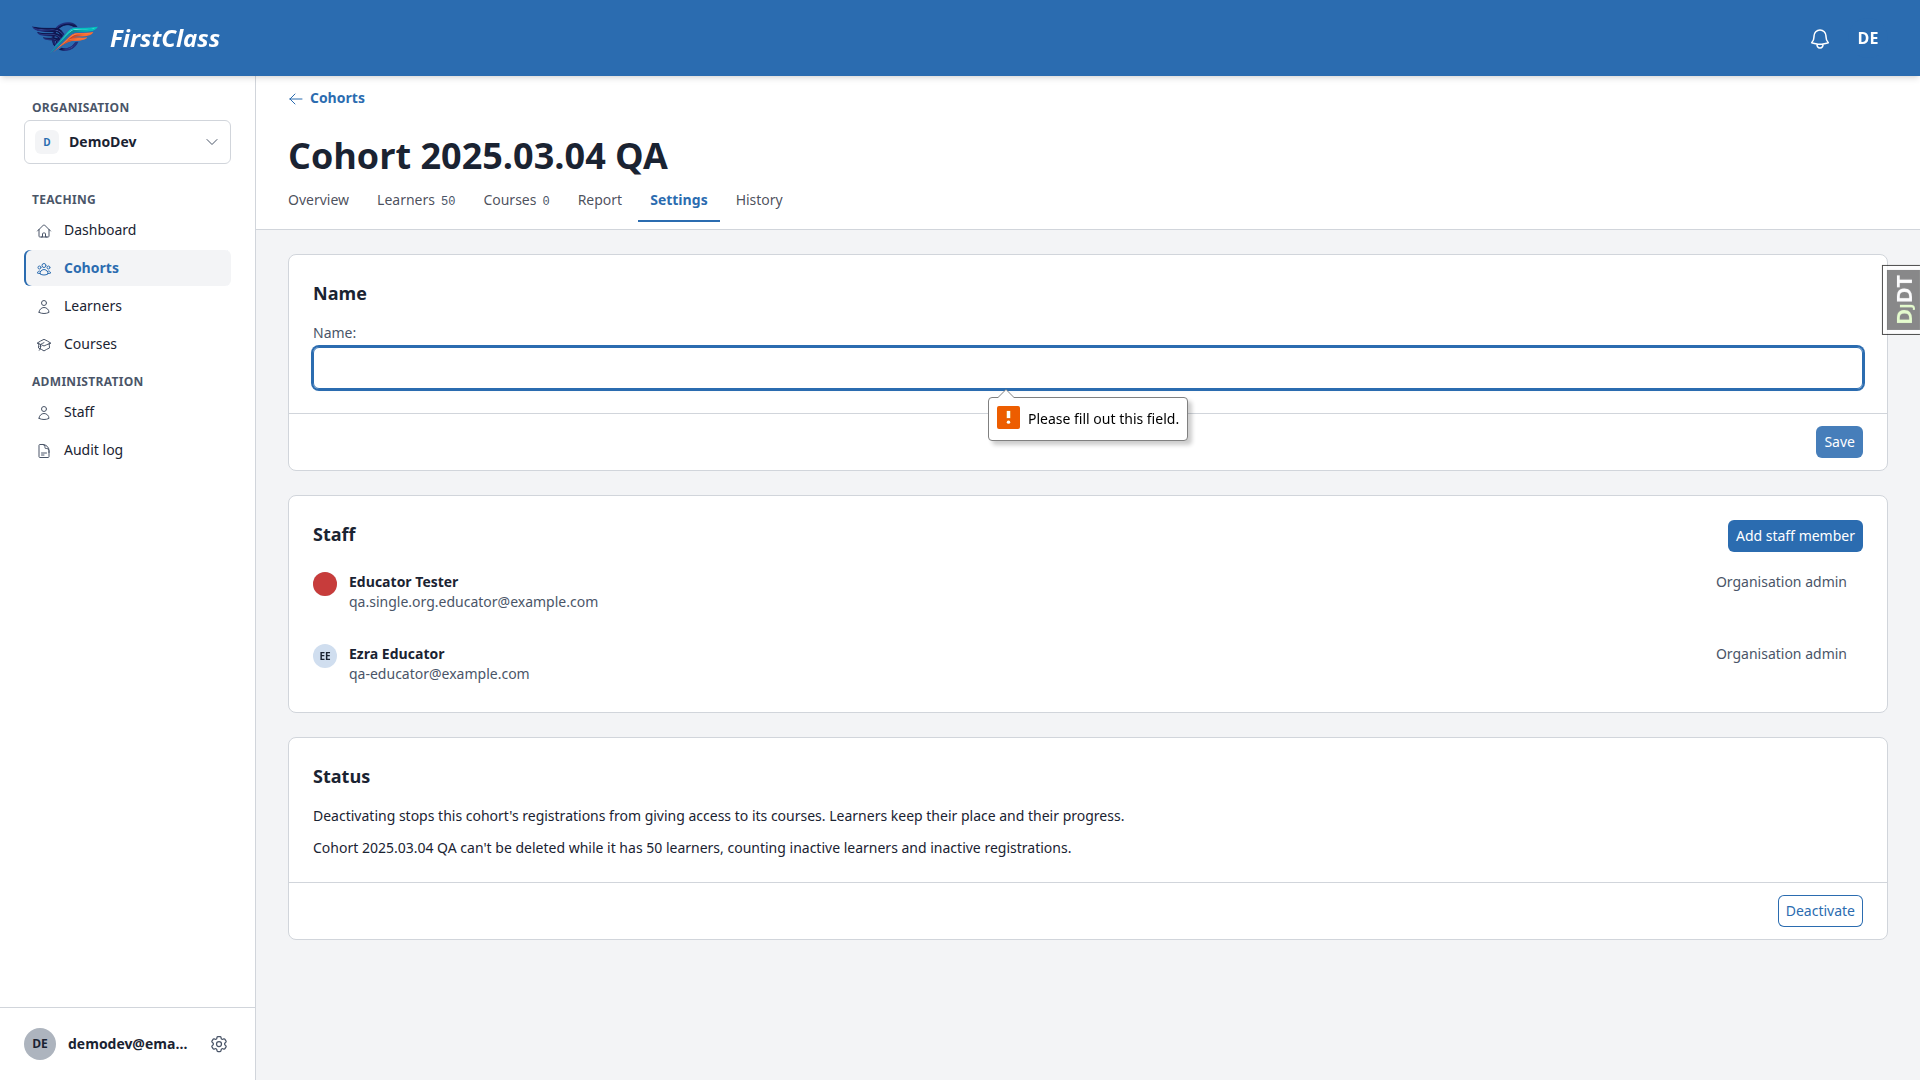 FirstClass
DE
ORGANISATION
D DemoDev
TEACHING
Dashboard
Cohorts
Learners
Courses
ADMINISTRATION
Staff
Audit log
DE demodev@ema...
Cohorts
Cohort 2025.03.04 QA
Overview Learners 50 Courses 0 Report Settings History
Name
Name:
! Please fill out this field.
Save
Staff
Add staff member
Educator Tester
Organisation admin
qa.single.org.educator@example.com
EE
Ezra Educator
Organisation admin
qa-educator@example.com
Status
Deactivating stops this cohort's registrations from giving access to its courses. Learners keep their place and their progress.
Cohort 2025.03.04 QA can't be deleted while it has 50 learners, counting inactive learners and inactive registrations.
Deactivate
DjDT